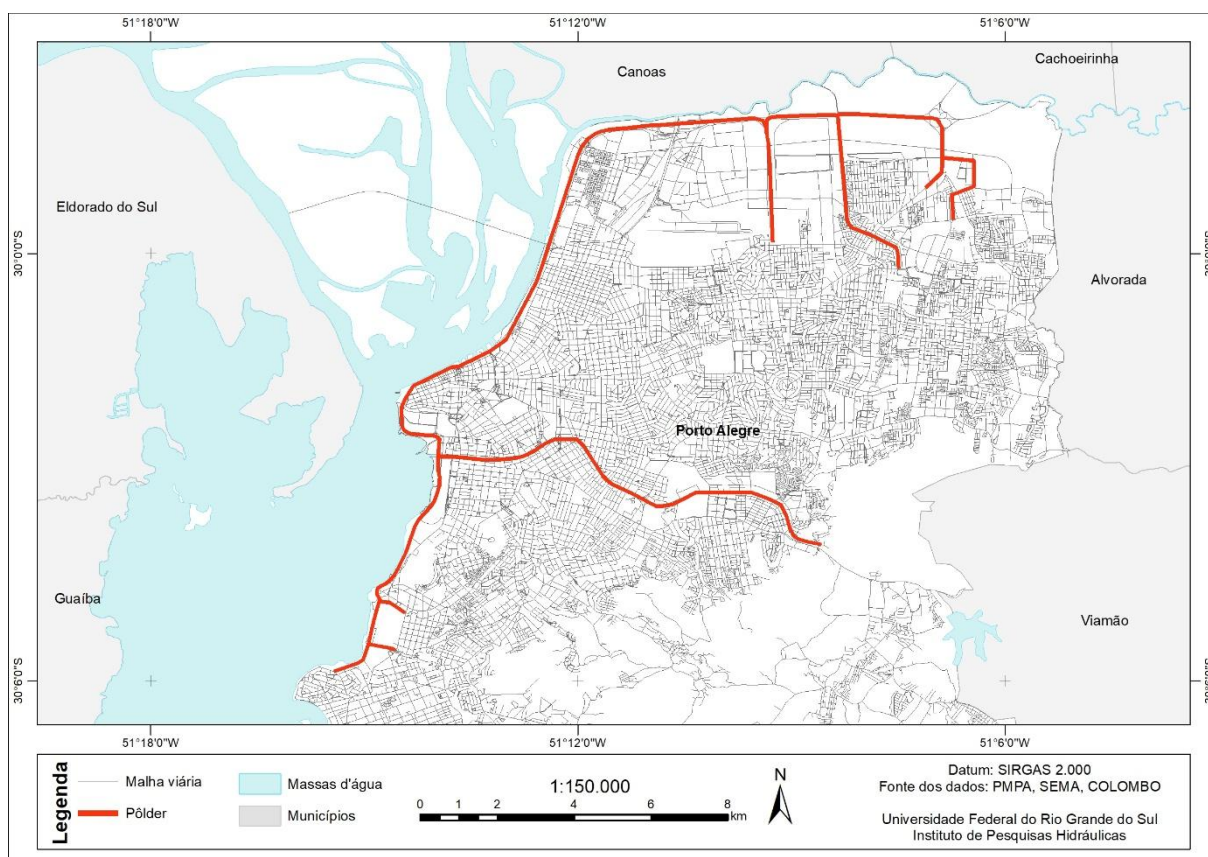 51°18'0"W 51°12'0"W 51°6'0"W
Canoas
Cachoeirinha
Eldorado do Sul
30°0'0"S
Alvorada
Porto Alegre
Guaíba
Viamão
30°6'0"S
51°18'0"W 51°12'0"W 51°6'0"W
Legenda
Malha viária
Pôlder
Massas d'água
Municípios
1:150.000
0 1 2 4 6 8
km
N
Datum: SIRGAS 2.000
Fonte dos dados: PMPA, SEMA, COLOMBO
Universidade Federal do Rio Grande do Sul
Instituto de Pesquisas Hidráulicas